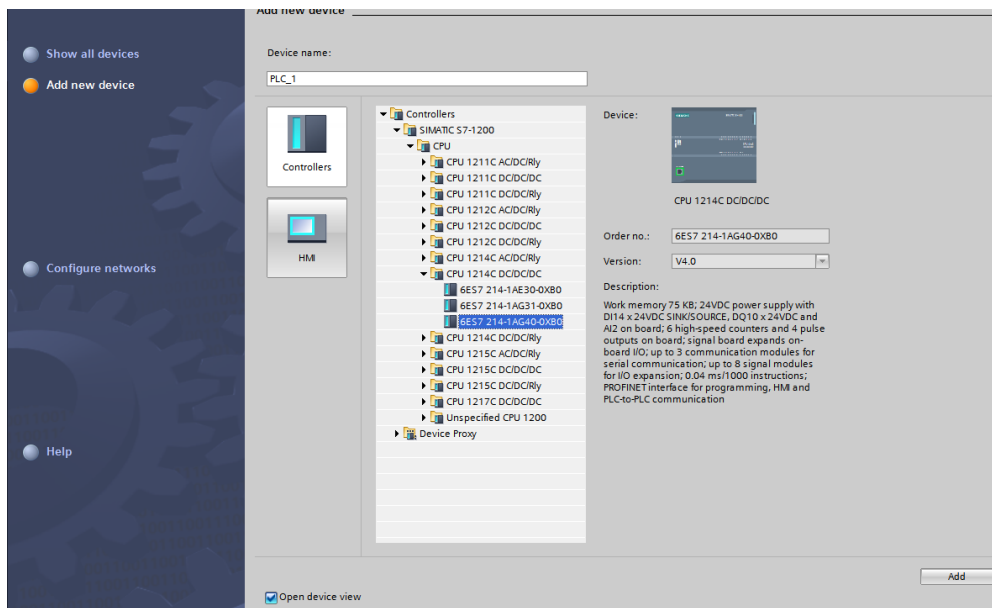 Add new device
Show all devices
Add new device
Configure networks
Help
Device name:
PLC_1
Controllers
HMI
Controllers
SIMATIC S7-1200
CPU
CPU 1211C AC/DC/Rly
CPU 1211C DC/DC/DC
CPU 1211C DC/DC/Rly
CPU 1212C AC/DC/Rly
CPU 1212C DC/DC/DC
CPU 1212C DC/DC/Rly
CPU 1214C AC/DC/Rly
CPU 1214C DC/DC/DC
6ES7 214-1AE30-0XB0
6ES7 214-1AG31-0XB0
6ES7 214-1AG40-0XB0
CPU 1214C DC/DC/Rly
CPU 1215C AC/DC/Rly
CPU 1215C DC/DC/DC
CPU 1215C DC/DC/Rly
CPU 1217C DC/DC/DC
Unspecified CPU 1200
Device Proxy
Device:
CPU 1214C DC/DC/DC
Order no.:
6ES7 214-1AG40-0XB0
Version:
V4.0
Description:
Work memory 75 KB; 24VDC power supply with
DI14 x 24VDC SINK/SOURCE, DQ10 x 24VDC and
AI2 on board; 6 high-speed counters and 4 pulse
outputs on board; signal board expands on-
board I/O; up to 3 communication modules for
serial communication; up to 8 signal modules
for I/O expansion; 0.04 ms/1000 instructions;
PROFINET interface for programming, HMI and
PLC-to-PLC communication
Add
Open device view